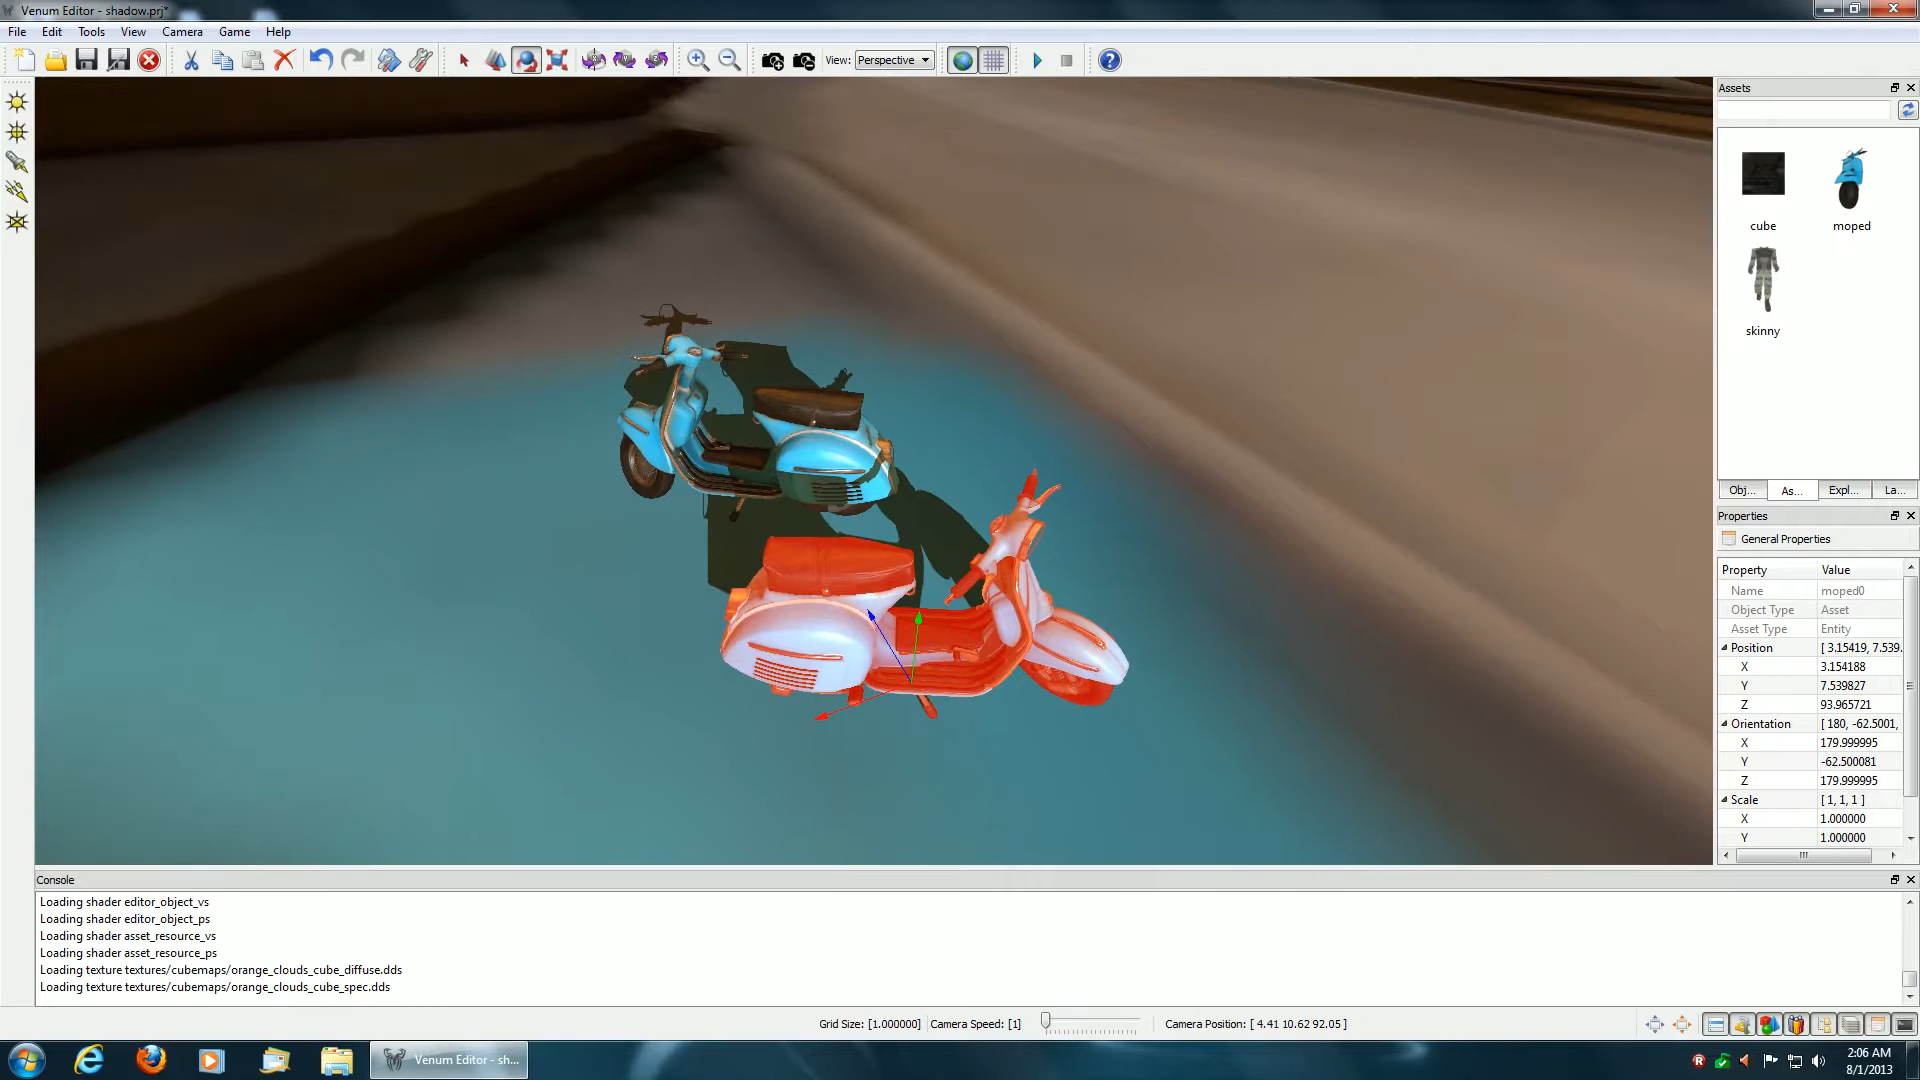 Venum Editor - shadow.prj*
File Edit Tools View Camera Game Help
View: Perspective
Assets
cube moped
skinny
Obj... As... Expl... La...
Properties
General Properties
Property Value
Name moped0
Object Type Asset
Asset Type Entity
Position [ 3.15419, 7.539.
X 3.154188
Y 7.539827
Z 93.965721
Orientation [ 180, -62.5001,
X 179.999995
Y -62.500081
Z 179.999995
Scale [ 1, 1, 1 ]
X 1.000000
Y 1.000000
Console
Loading shader editor_object_vs
Loading shader editor_object_ps
Loading shader asset_resource_vs
Loading shader asset_resource_ps
Loading texture textures/cubemaps/orange_clouds_cube_diffuse.dds
Loading texture textures/cubemaps/orange_clouds_cube_spec.dds
Grid Size: [1.000000] Camera Speed: [1] Camera Position: [ 4.41 10.62 92.05 ]
Venum Editor - sh...
2:06 AM
8/1/2013